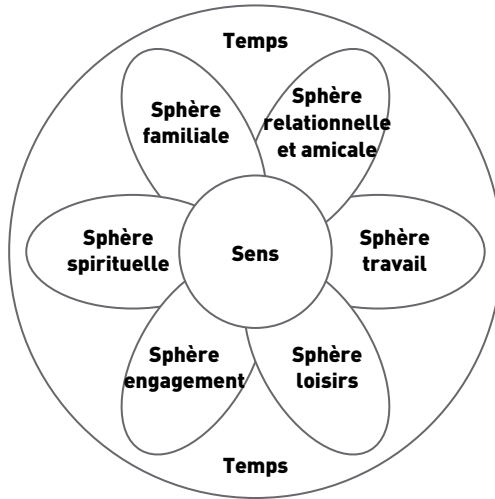 Temps
Sphère
familiale
Sphère
relationnelle
et amicale
Sphère
spirituelle
Sens
Sphère
travail
Sphère
engagement
Sphère
loisirs
Temps